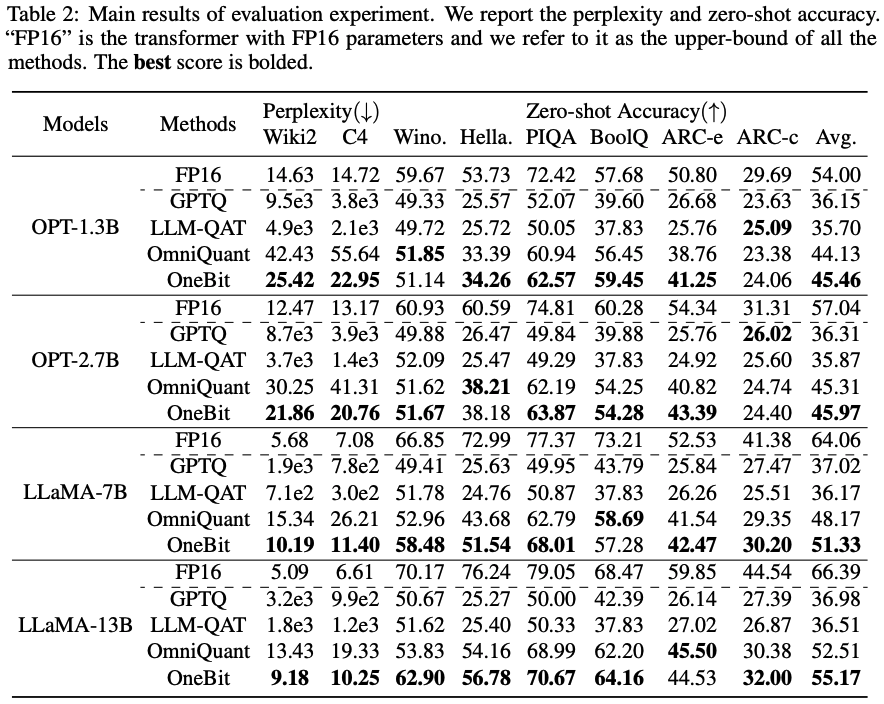 Table 2: Main results of evaluation experiment. We report the perplexity and zero-shot accuracy.
“FP16” is the transformer with FP16 parameters and we refer to it as the upper-bound of all the
methods. The best score is bolded.
Models Methods Perplexity(↓) Zero-shot Accuracy(↑)
Wiki2 C4 Wino. Hella. PIQA BoolQ ARC-e ARC-c Avg.
FP16 14.63 14.72 59.67 53.73 72.42 57.68 50.80 29.69 54.00
GPTQ 9.5e3 3.8e3 49.33 25.57 52.07 39.60 26.68 23.63 36.15
OPT-1.3B LLM-QAT 4.9e3 2.1e3 49.72 25.72 50.05 37.83 25.76 25.09 35.70
OmniQuant 42.43 55.64 51.85 33.39 60.94 56.45 38.76 23.38 44.13
OneBit 25.42 22.95 51.14 34.26 62.57 59.45 41.25 24.06 45.46
FP16 12.47 13.17 60.93 60.59 74.81 60.28 54.34 31.31 57.04
GPTQ 8.7e3 3.9e3 49.88 26.47 49.84 39.88 25.76 26.02 36.31
OPT-2.7B LLM-QAT 3.7e3 1.4e3 52.09 25.47 49.29 37.83 24.92 25.60 35.87
OmniQuant 30.25 41.31 51.62 38.21 62.19 54.25 40.82 24.74 45.31
OneBit 21.86 20.76 51.67 38.18 63.87 54.28 43.39 24.40 45.97
FP16 5.68 7.08 66.85 72.99 77.37 73.21 52.53 41.38 64.06
GPTQ 1.9e3 7.8e2 49.41 25.63 49.95 43.79 25.84 27.47 37.02
LLaMA-7B LLM-QAT 7.1e2 3.0e2 51.78 24.76 50.87 37.83 26.26 25.51 36.17
OmniQuant 15.34 26.21 52.96 43.68 62.79 58.69 41.54 29.35 48.17
OneBit 10.19 11.40 58.48 51.54 68.01 57.28 42.47 30.20 51.33
FP16 5.09 6.61 70.17 76.24 79.05 68.47 59.85 44.54 66.39
GPTQ 3.2e3 9.9e2 50.67 25.27 50.00 42.39 26.14 27.39 36.98
LLaMA-13B LLM-QAT 1.8e3 1.2e3 51.62 25.40 50.33 37.83 27.02 26.87 36.51
OmniQuant 13.43 19.33 53.83 54.16 68.99 62.20 45.50 30.38 52.51
OneBit 9.18 10.25 62.90 56.78 70.67 64.16 44.53 32.00 55.17